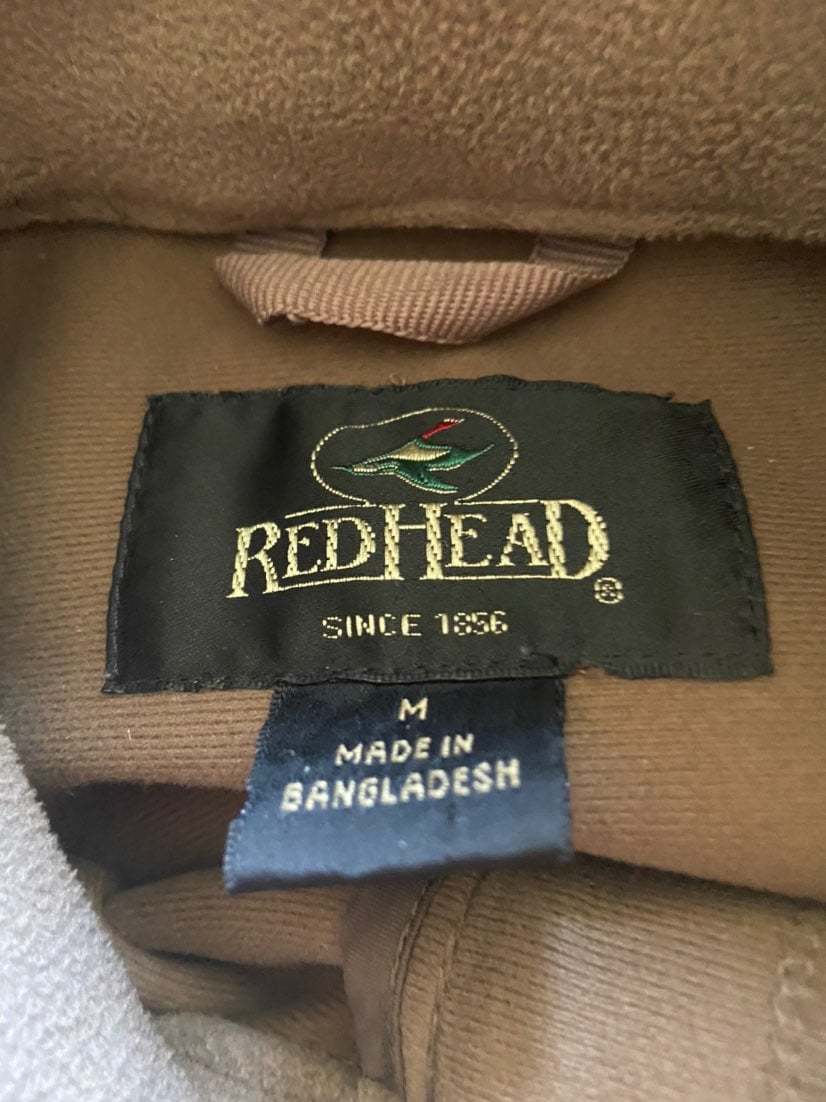 REDHEAD®
SINCE 1856
M
MADE IN
BANGLADESH